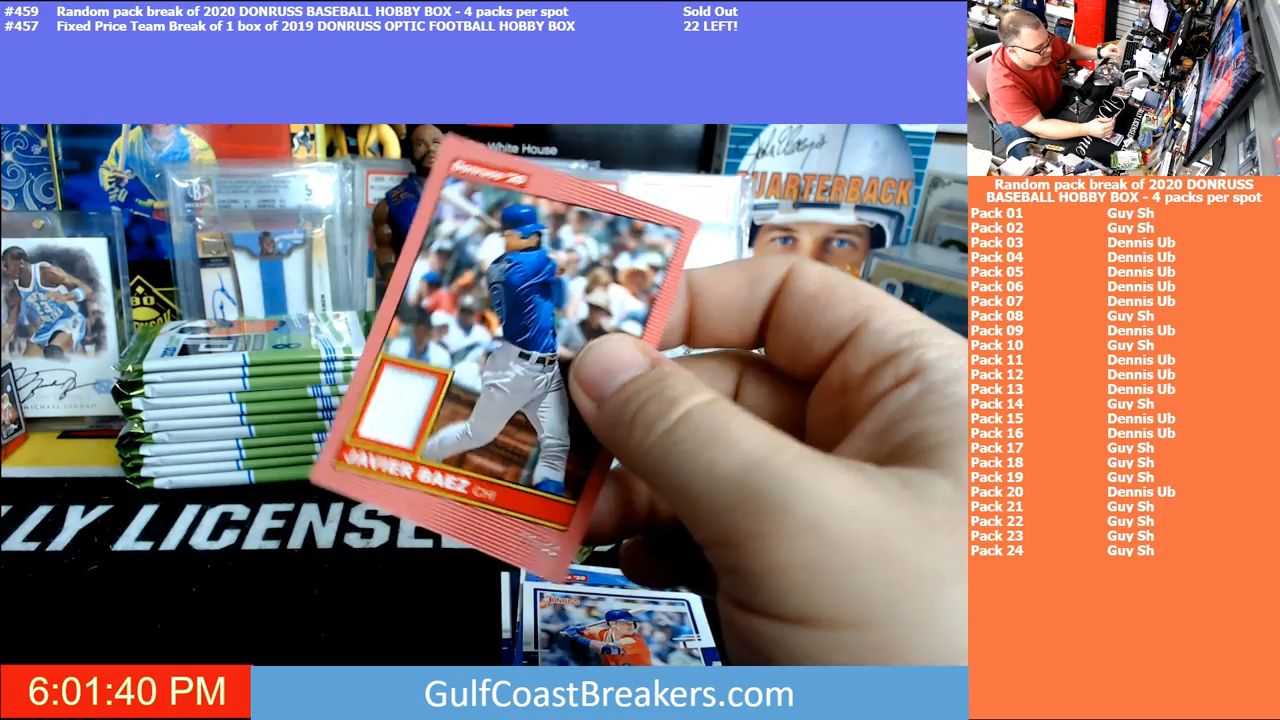 #459 Random pack break of 2020 DONRUSS BASEBALL HOBBY BOX - 4 packs per spot Sold Out
#457 Fixed Price Team Break of 1 box of 2019 DONRUSS OPTIC FOOTBALL HOBBY BOX 22 LEFT!
White House
QUARTERBACK
JAVIER BAEZ CHI
MICHAEL JORDAN
LLY LICENSE
6:01:40 PM
GulfCoastBreakers.com
Random pack break of 2020 DONRUSS
BASEBALL HOBBY BOX - 4 packs per spot
Pack 01 Guy Sh
Pack 02 Guy Sh
Pack 03 Dennis Ub
Pack 04 Dennis Ub
Pack 05 Dennis Ub
Pack 06 Dennis Ub
Pack 07 Dennis Ub
Pack 08 Guy Sh
Pack 09 Dennis Ub
Pack 10 Guy Sh
Pack 11 Dennis Ub
Pack 12 Dennis Ub
Pack 13 Dennis Ub
Pack 14 Guy Sh
Pack 15 Dennis Ub
Pack 16 Dennis Ub
Pack 17 Guy Sh
Pack 18 Guy Sh
Pack 19 Guy Sh
Pack 20 Dennis Ub
Pack 21 Guy Sh
Pack 22 Guy Sh
Pack 23 Guy Sh
Pack 24 Guy Sh